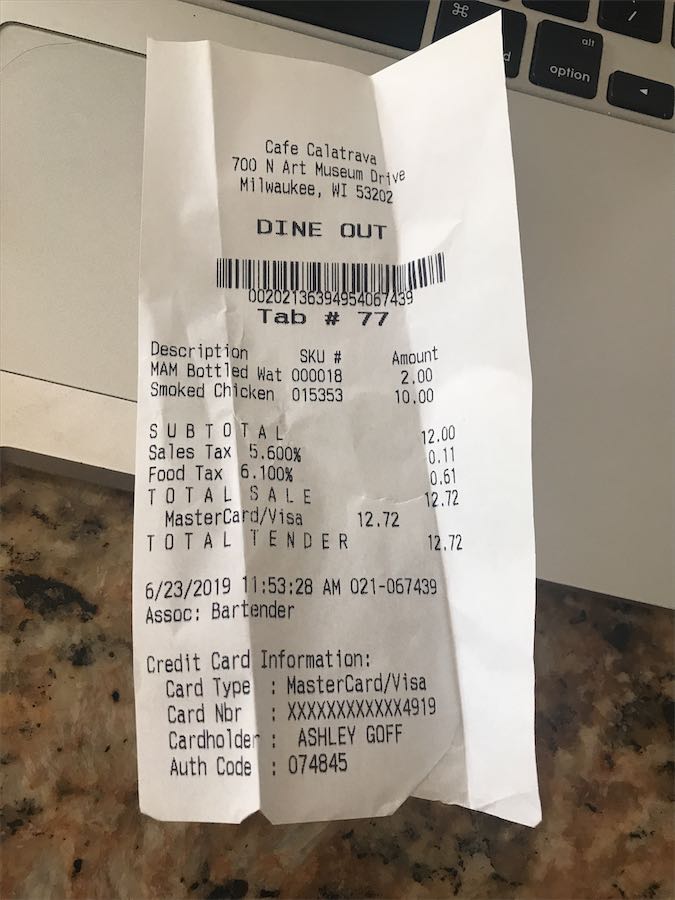 ⌘
alt
option
◄
Cafe Calatrava
700 N Art Museum Drive
Milwaukee, WI 53202
DINE OUT
00202136394954067439
Tab # 77
Description SKU # Amount
MAM Bottled Wat 000018 2.00
Smoked Chicken 015353 10.00
SUBTOTAL 12.00
Sales Tax 5.600% 0.11
Food Tax 6.100% 0.61
TOTAL SALE 12.72
MasterCard/Visa 12.72
TOTAL TENDER 12.72
6/23/2019 11:53:28 AM 021-067439
Assoc: Bartender
Credit Card Information:
Card Type : MasterCard/Visa
Card Nbr : XXXXXXXXXXXX4919
Cardholder : ASHLEY GOFF
Auth Code : 074845